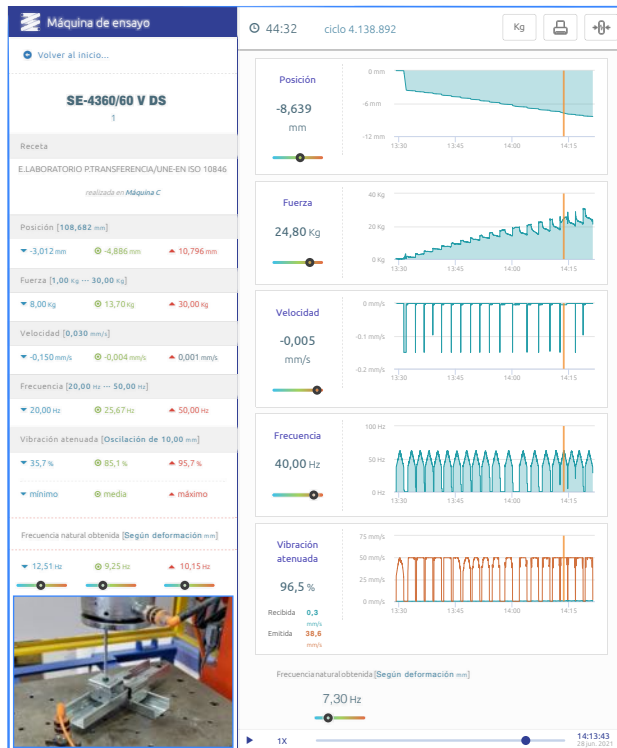 Máquina de ensayo
Volver al inicio...
SE-4360/60 V DS
1
Receta
E.LABORATORIO P.TRANSFERENCIA/UNE-EN ISO 10846
realizada en Máquina C
Posición [108,682 mm]
-3,012 mm -4,886 mm 10,796 mm
Fuerza [1,00 Kg ··· 30,00 Kg]
8,00 Kg 13,70 Kg 30,00 Kg
Velocidad [0,030 mm/s]
-0,150 mm/s -0,004 mm/s 0,001 mm/s
Frecuencia [20,00 Hz ··· 50,00 Hz]
20,00 Hz 25,67 Hz 50,00 Hz
Vibración atenuada [Oscilación de 10,00 mm]
35,7 % 85,1 % 95,7 %
mínimo media máximo
Frecuencia natural obtenida [Según deformación mm]
12,51 Hz 9,25 Hz 10,15 Hz
44:32 ciclo 4.138.892 Kg
Posición
-8,639
mm
0 mm
-6 mm
-12 mm
13:30 13:45 14:00 14:15
Fuerza
24,80 Kg
40 Kg
20 Kg
0 Kg
13:30 13:45 14:00 14:15
Velocidad
-0,005
mm/s
0 mm/s
-0.1 mm/s
-0.2 mm/s
13:30 13:45 14:00 14:15
Frecuencia
40,00 Hz
100 Hz
50 Hz
0 Hz
13:30 13:45 14:00 14:15
Vibración
atenuada
96,5 %
Recibida 0,3
mm/s
Emitida 38,6
mm/s
75 mm/s
50 mm/s
25 mm/s
0 mm/s
13:30 13:45 14:00 14:15
Frecuencia natural obtenida [Según deformación mm]
7,30 Hz
1X
14:13:43
28 jun. 2021